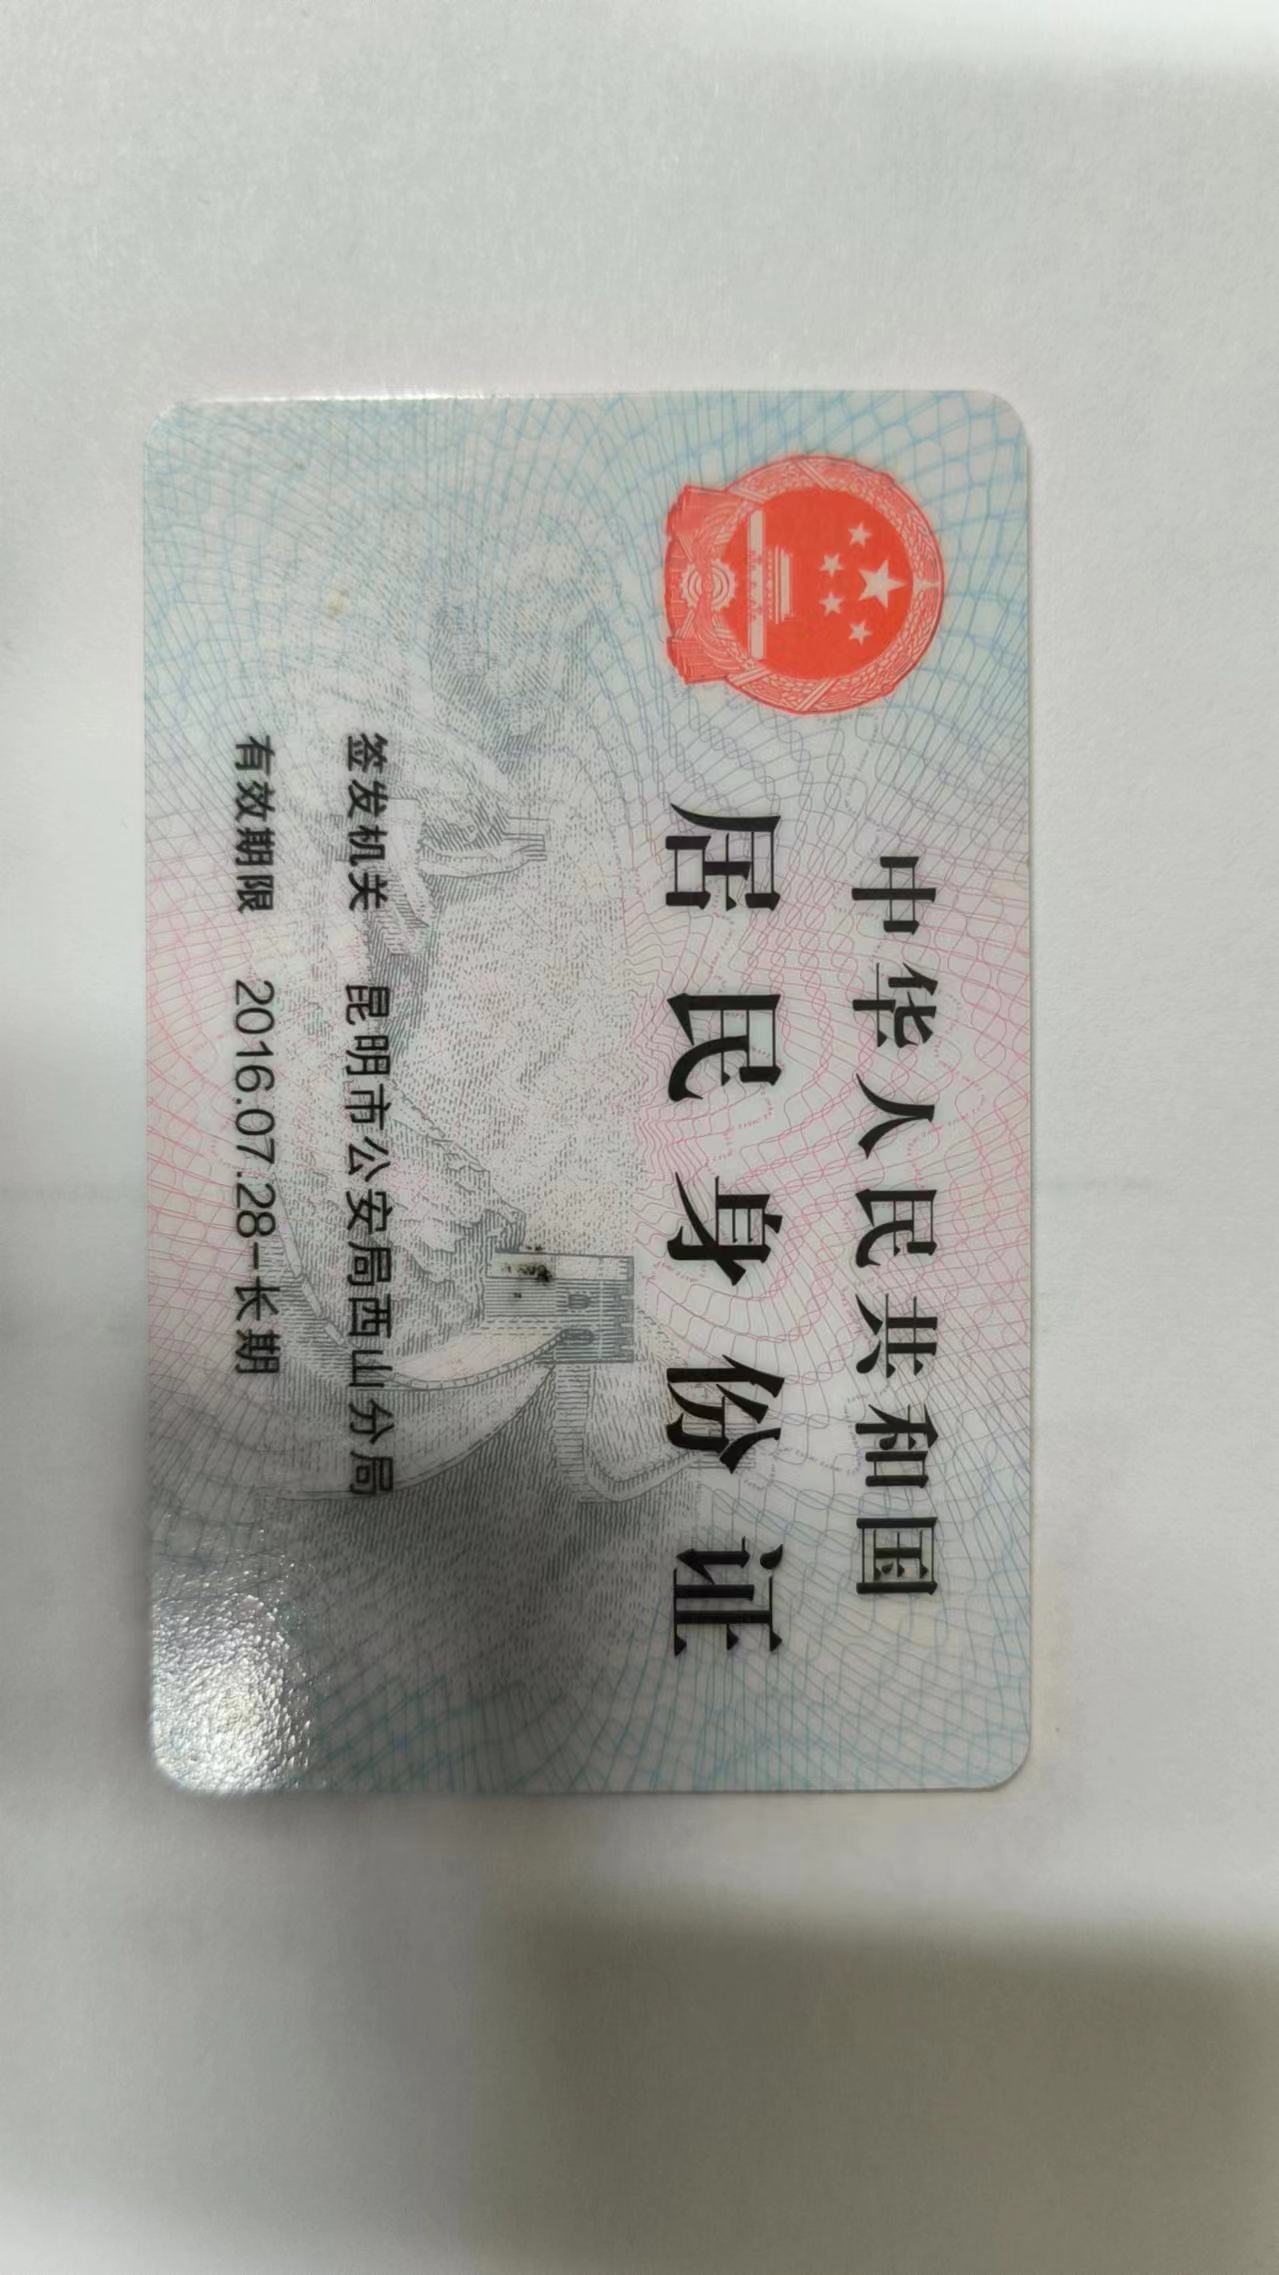 中华人民共和国
居民身份证
签发机关 昆明市公安局西山分局
有效期限 2016.07.28-长期